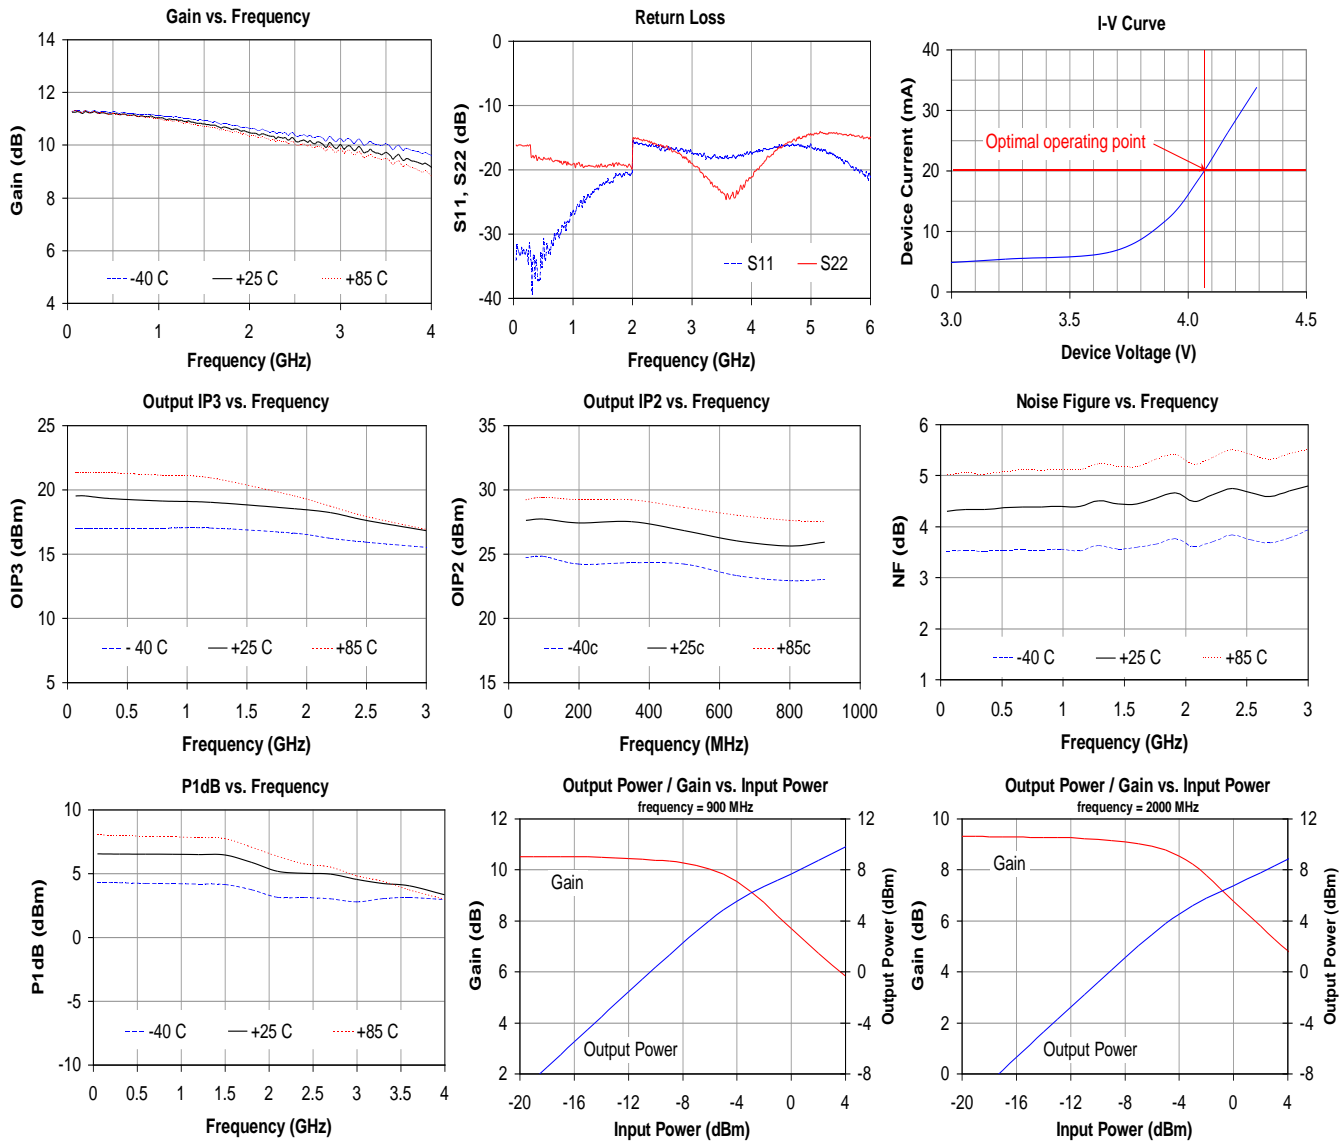 Gain vs. Frequency
14
12
10
8
6
4
Gain (dB)
-40 C
+25 C
+85 C
0
1
2
3
4
Frequency (GHz)
Return Loss
0
-10
-20
-30
-40
S11, S22 (dB)
S11
S22
0
1
2
3
4
5
6
Frequency (GHz)
I-V Curve
40
30
20
10
0
Device Current (mA)
Optimal operating point
3.0
3.5
4.0
4.5
Device Voltage (V)
Output IP3 vs. Frequency
25
20
15
10
5
OIP3 (dBm)
- 40 C
+25 C
+85 C
0
0.5
1
1.5
2
2.5
3
Frequency (GHz)
Output IP2 vs. Frequency
35
30
25
20
15
OIP2 (dBm)
-40c
+25c
+85c
0
200
400
600
800
1000
Frequency (MHz)
Noise Figure vs. Frequency
6
5
4
3
2
1
NF (dB)
-40 C
+25 C
+85 C
0
0.5
1
1.5
2
2.5
3
Frequency (GHz)
P1dB vs. Frequency
10
5
0
-5
-10
P1dB (dBm)
-40 C
+25 C
+85 C
0
0.5
1
1.5
2
2.5
3
3.5
4
Frequency (GHz)
Output Power / Gain vs. Input Power
frequency = 900 MHz
12
10
8
6
4
2
Gain (dB)
Gain
Output Power
12
8
4
0
-4
-8
Output Power (dBm)
-20
-16
-12
-8
-4
0
4
Input Power (dBm)
Output Power / Gain vs. Input Power
frequency = 2000 MHz
10
8
6
4
2
0
Gain (dB)
Gain
Output Power
12
8
4
0
-4
-8
Output Power (dBm)
-20
-16
-12
-8
-4
0
4
Input Power (dBm)